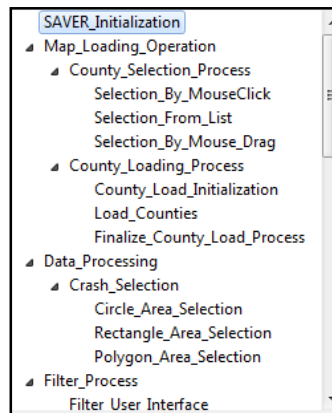 SAVER_Initialization
Map_Loading_Operation
County_Selection_Process
Selection_By_MouseClick
Selection_From_List
Selection_By_Mouse_Drag
County_Loading_Process
County_Load_Initialization
Load_Counties
Finalize_County_Load_Process
Data_Processing
Crash_Selection
Circle_Area_Selection
Rectangle_Area_Selection
Polygon_Area_Selection
Filter_Process
Filter User Interface